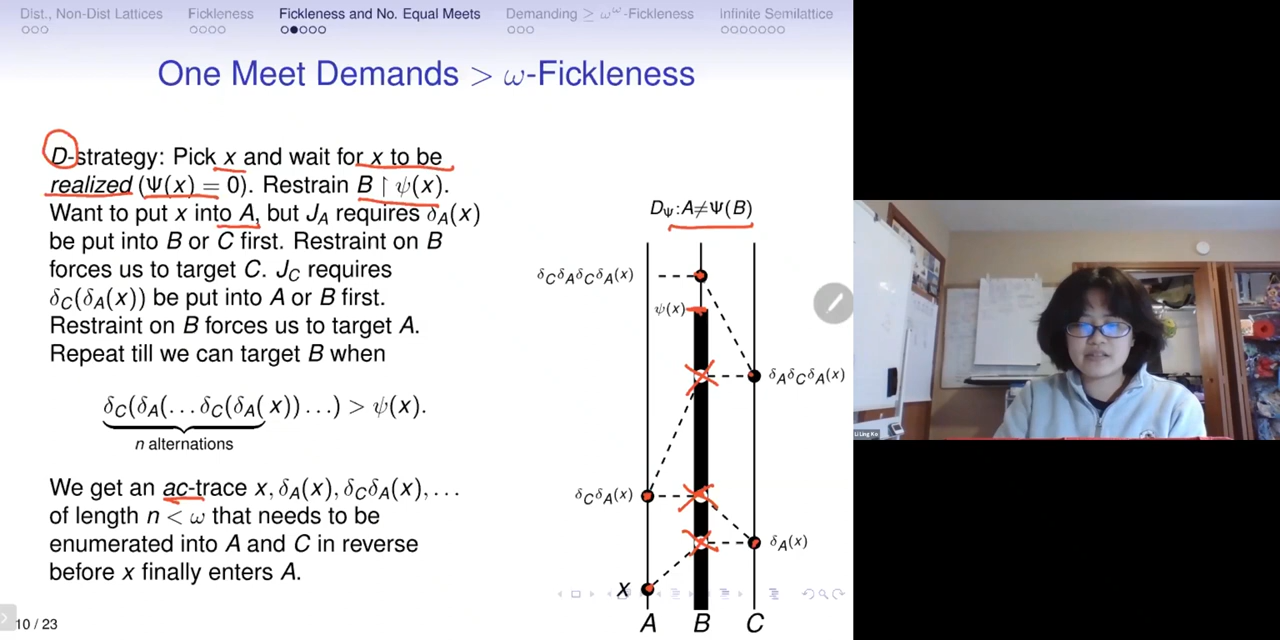 Dist., Non-Dist Lattices Fickleness Fickleness and No. Equal Meets Demanding ≥ ω^ω-Fickleness Infinite Semilattice
One Meet Demands > ω-Fickleness
D-strategy: Pick x and wait for x to be
realized (Ψ(x) = 0). Restrain B ↾ ψ(x).
Want to put x into A, but J_A requires δ_A(x)
be put into B or C first. Restraint on B
forces us to target C. J_C requires
δ_C(δ_A(x)) be put into A or B first.
Restraint on B forces us to target A.
Repeat till we can target B when
δ_C(δ_A(...δ_C(δ_A(x))...) > ψ(x).
n alternations
We get an ac-trace x, δ_A(x), δ_Cδ_A(x), ...
of length n < ω that needs to be
enumerated into A and C in reverse
before x finally enters A.
D_Ψ: A≠Ψ(B)
δ_Cδ_Aδ_Cδ_A(x)
ψ(x)
δ_Aδ_Cδ_A(x)
δ_Cδ_A(x)
δ_A(x)
x
A B C
10 / 23
Li Ling Ko